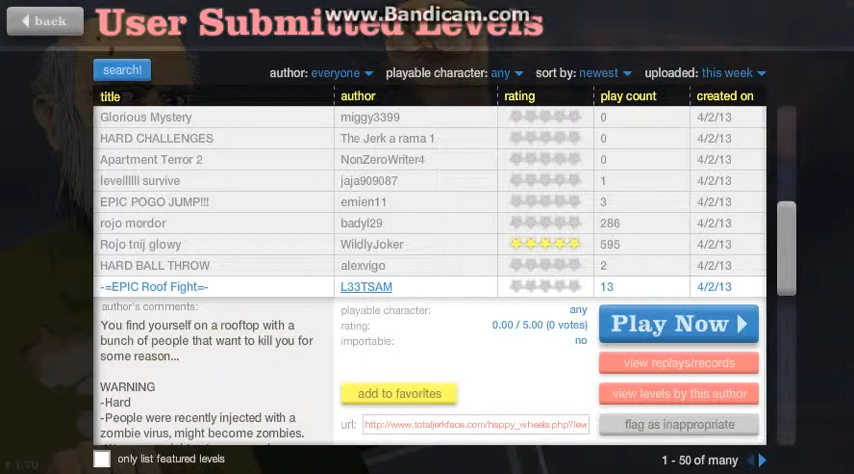 www.Bandicam.com
back
User Submitted Levels
search!
author: everyone
playable character: any
sort by: newest
uploaded: this week
title author rating play count created on
Glorious Mystery miggy3399 0 4/2/13
HARD CHALLENGES The Jerk a rama 1 0 4/2/13
Apartment Terror 2 NonZeroWriter4 0 4/2/13
levellllli survive jaja909087 1 4/2/13
EPIC POGO JUMP!!! emien11 3 4/2/13
rojo mordor badyl29 286 4/2/13
Rojo tnij glowy WildlyJoker 595 4/2/13
HARD BALL THROW alexvigo 2 4/2/13
-=EPIC Roof Fight=- L33TSAM 13 4/2/13
author's comments:
You find yourself on a rooftop with a
bunch of people that want to kill you for
some reason...
WARNING
-Hard
-People were recently injected with a
zombie virus, might become zombies.
playable character: any
rating: 0.00 / 5.00 (0 votes)
importable: no
add to favorites
url: http://www.totaljerkface.com/happy_wheels.php?lev
Play Now
view replays/records
view levels by this author
flag as inappropriate
only list featured levels
1 - 50 of many
v 1.70